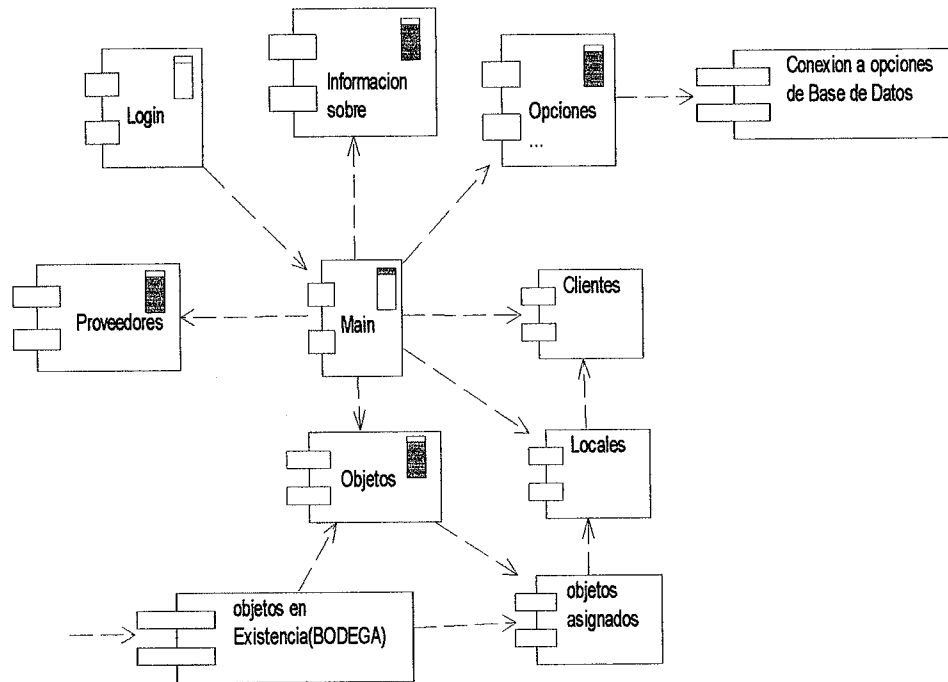 Login
Informacion
sobre
Opciones
...
Conexion a opciones
de Base de Datos
Proveedores
Main
Clientes
Objetos
Locales
objetos en
Existencia(BODEGA)
objetos
asignados